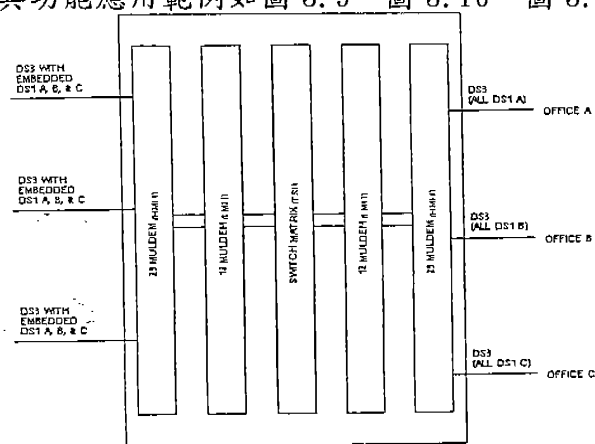 與功能應用範例如圖 6.9 圖 6.10 圖 6.
DS3 WITH
EMBEDDED
DS1 A, B, & C
DS3
(ALL DS1 A)
OFFICE A
DS3 WITH
EMBEDDED
DS1 A, B, & C
23 MULDEM
12 MULDEM
SWITCH MATRIX (TSI)
12 MULDEM
23 MULDEM
DS3
(ALL DS1 B)
OFFICE B
DS3 WITH
EMBEDDED
DS1 A, B, & C
DS3
(ALL DS1 C)
OFFICE C